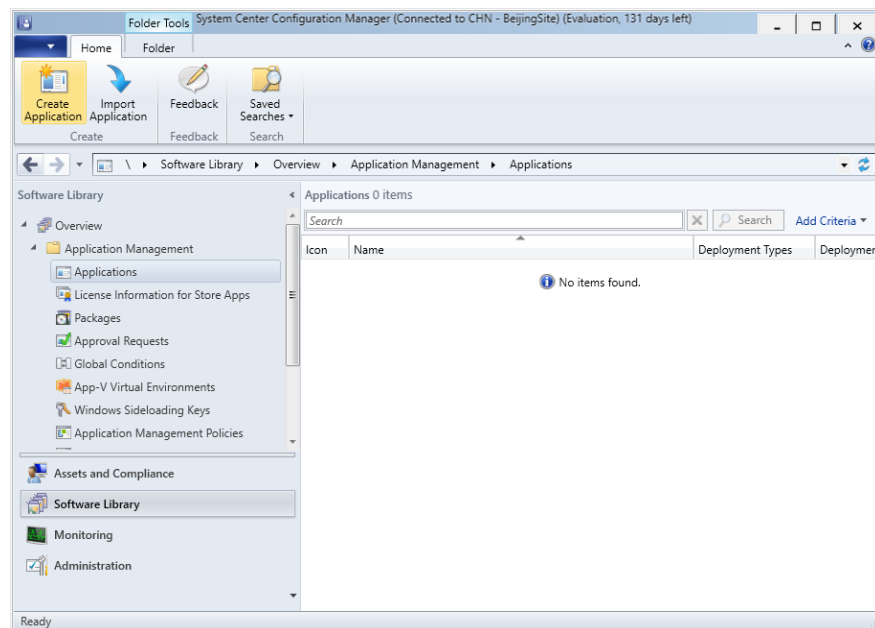 Folder Tools
System Center Configuration Manager (Connected to CHN - BeijingSite) (Evaluation, 131 days left)
Home
Folder
Create Application
Import Application
Feedback
Saved Searches
Create
Feedback
Search
\ Software Library Overview Application Management Applications
Software Library
Overview
Application Management
Applications
License Information for Store Apps
Packages
Approval Requests
Global Conditions
App-V Virtual Environments
Windows Sideloading Keys
Application Management Policies
Assets and Compliance
Software Library
Monitoring
Administration
Applications 0 items
Search
Search
Add Criteria
Icon Name Deployment Types Deploymer
No items found.
Ready